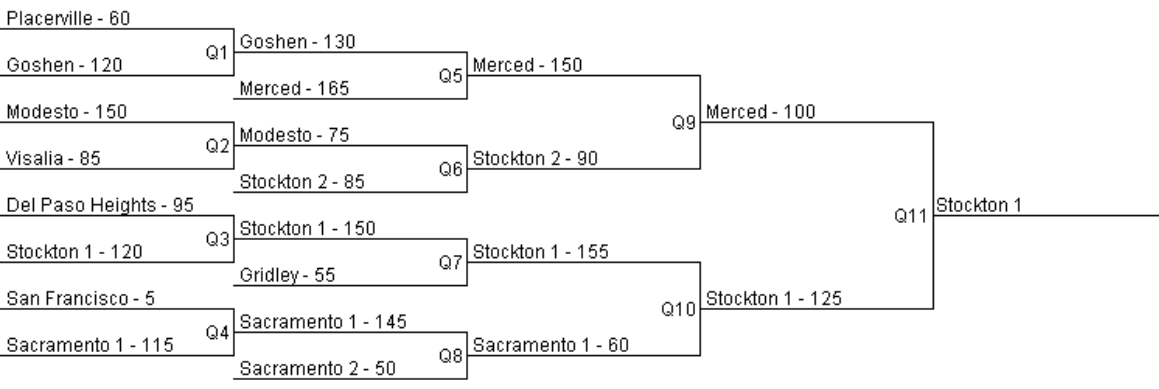 Placerville - 60
Goshen - 120
Q1
Goshen - 130
Merced - 165
Q5
Merced - 150
Modesto - 150
Visalia - 85
Q2
Modesto - 75
Stockton 2 - 85
Q6
Stockton 2 - 90
Q9
Merced - 100
Del Paso Heights - 95
Stockton 1 - 120
Q3
Stockton 1 - 150
Gridley - 55
Q7
Stockton 1 - 155
San Francisco - 5
Sacramento 1 - 115
Q4
Sacramento 1 - 145
Sacramento 2 - 50
Q8
Sacramento 1 - 60
Q10
Stockton 1 - 125
Q11
Stockton 1